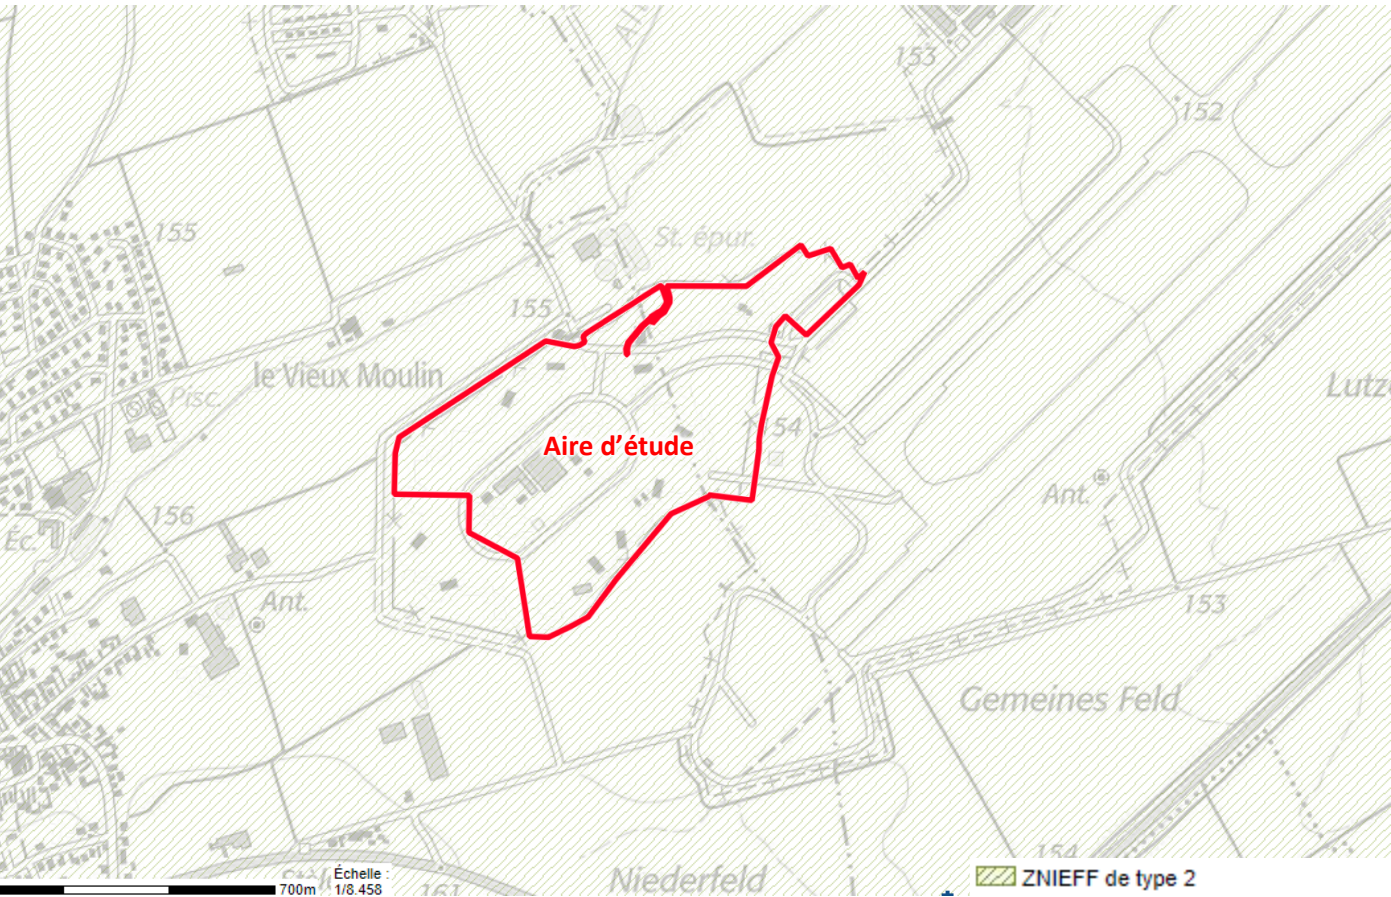 153
152
155
St. épur.
155
le Vieux Moulin
Pisc.
Lutz
Aire d'étude
154
Ant.
156
Éc.
Ant.
153
Gemeines Feld
154
Niederfeld
161
700m
Échelle :
1/8.458
ZNIEFF de type 2